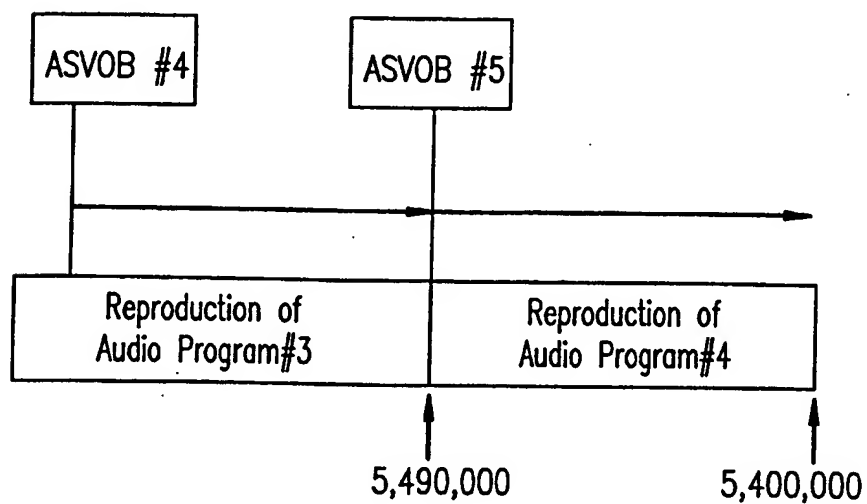 ASVOB #4
ASVOB #5
Reproduction of
Audio Program#3
Reproduction of
Audio Program#4
5,490,000
5,400,000